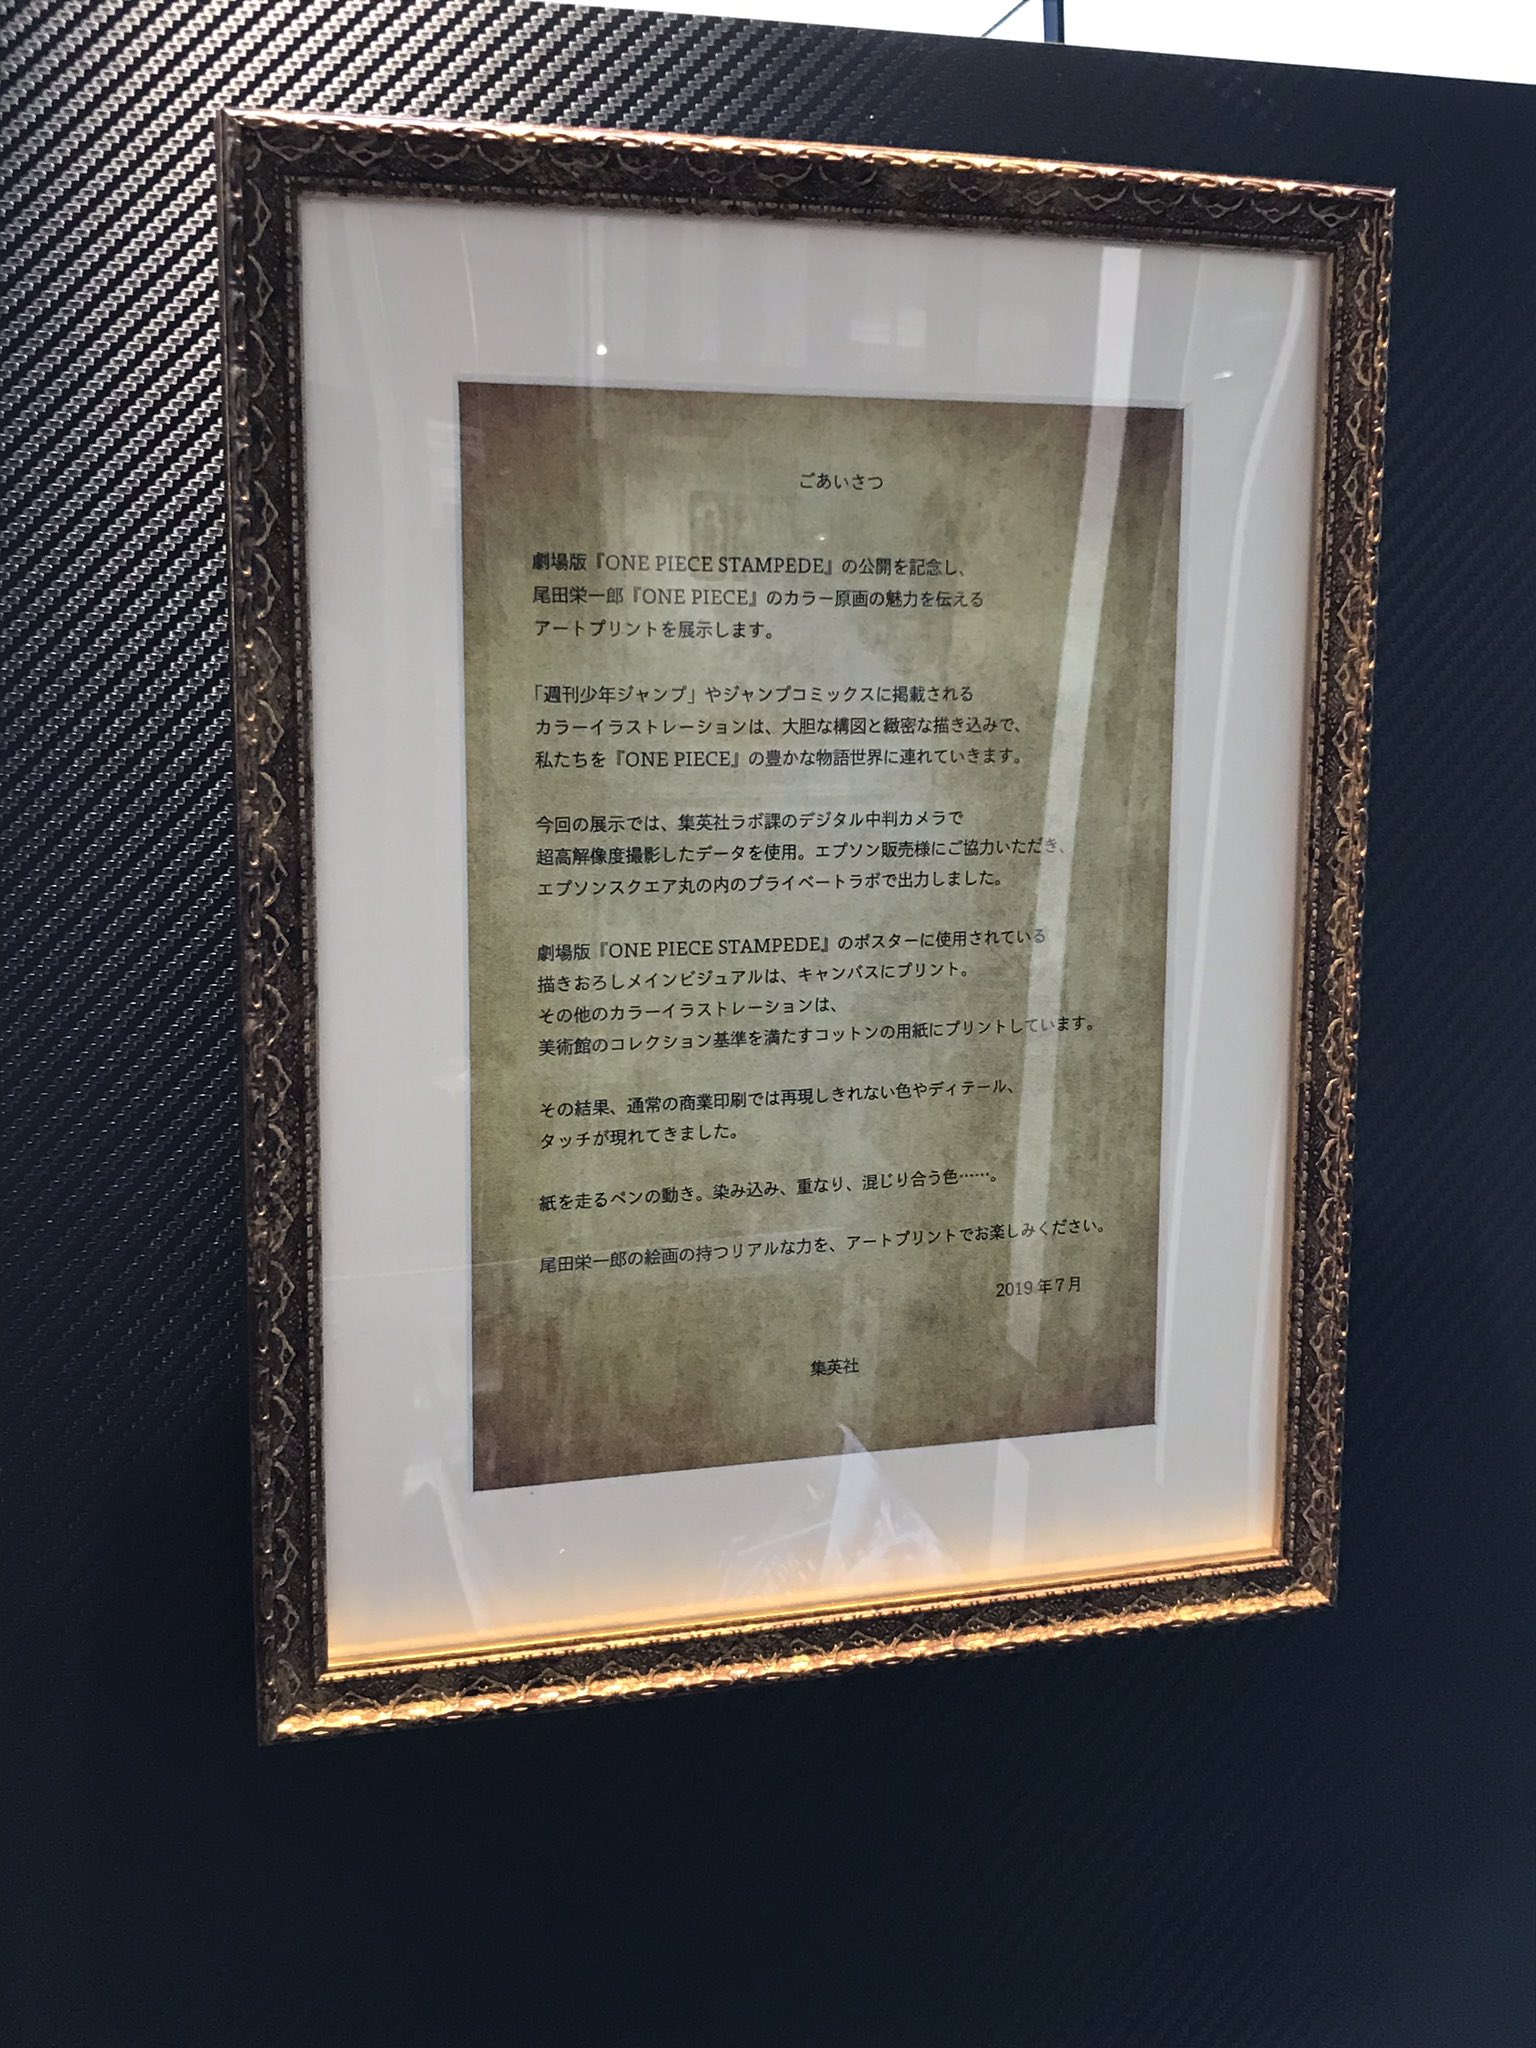 ごあいさつ
劇場版『ONE PIECE STAMPEDE』の公開を記念し、
尾田栄一郎『ONE PIECE』のカラー原画の魅力を伝える
アートプリントを展示します。
「週刊少年ジャンプ」やジャンプコミックスに掲載される
カラーイラストレーションは、大胆な構図と緻密な描き込みで、
私たちを『ONE PIECE』の豊かな物語世界に連れていきます。
今回の展示では、集英社ラボ課のデジタル中判カメラで
超高解像度撮影したデータを使用。エプソン販売様にご協力いただき、
エプソンスクエア丸の内のプライベートラボで出力しました。
劇場版『ONE PIECE STAMPEDE』のポスターに使用されている
描きおろしメインビジュアルは、キャンバスにプリント。
その他のカラーイラストレーションは、
美術館のコレクション基準を満たすコットンの用紙にプリントしています。
その結果、通常の商業印刷では再現しきれない色やディテール、
タッチが現れてきました。
紙を走るペンの動き。染み込み、重なり、混じり合う色……。
尾田栄一郎の絵画の持つリアルな力を、アートプリントでお楽しみください。
2019年7月
集英社